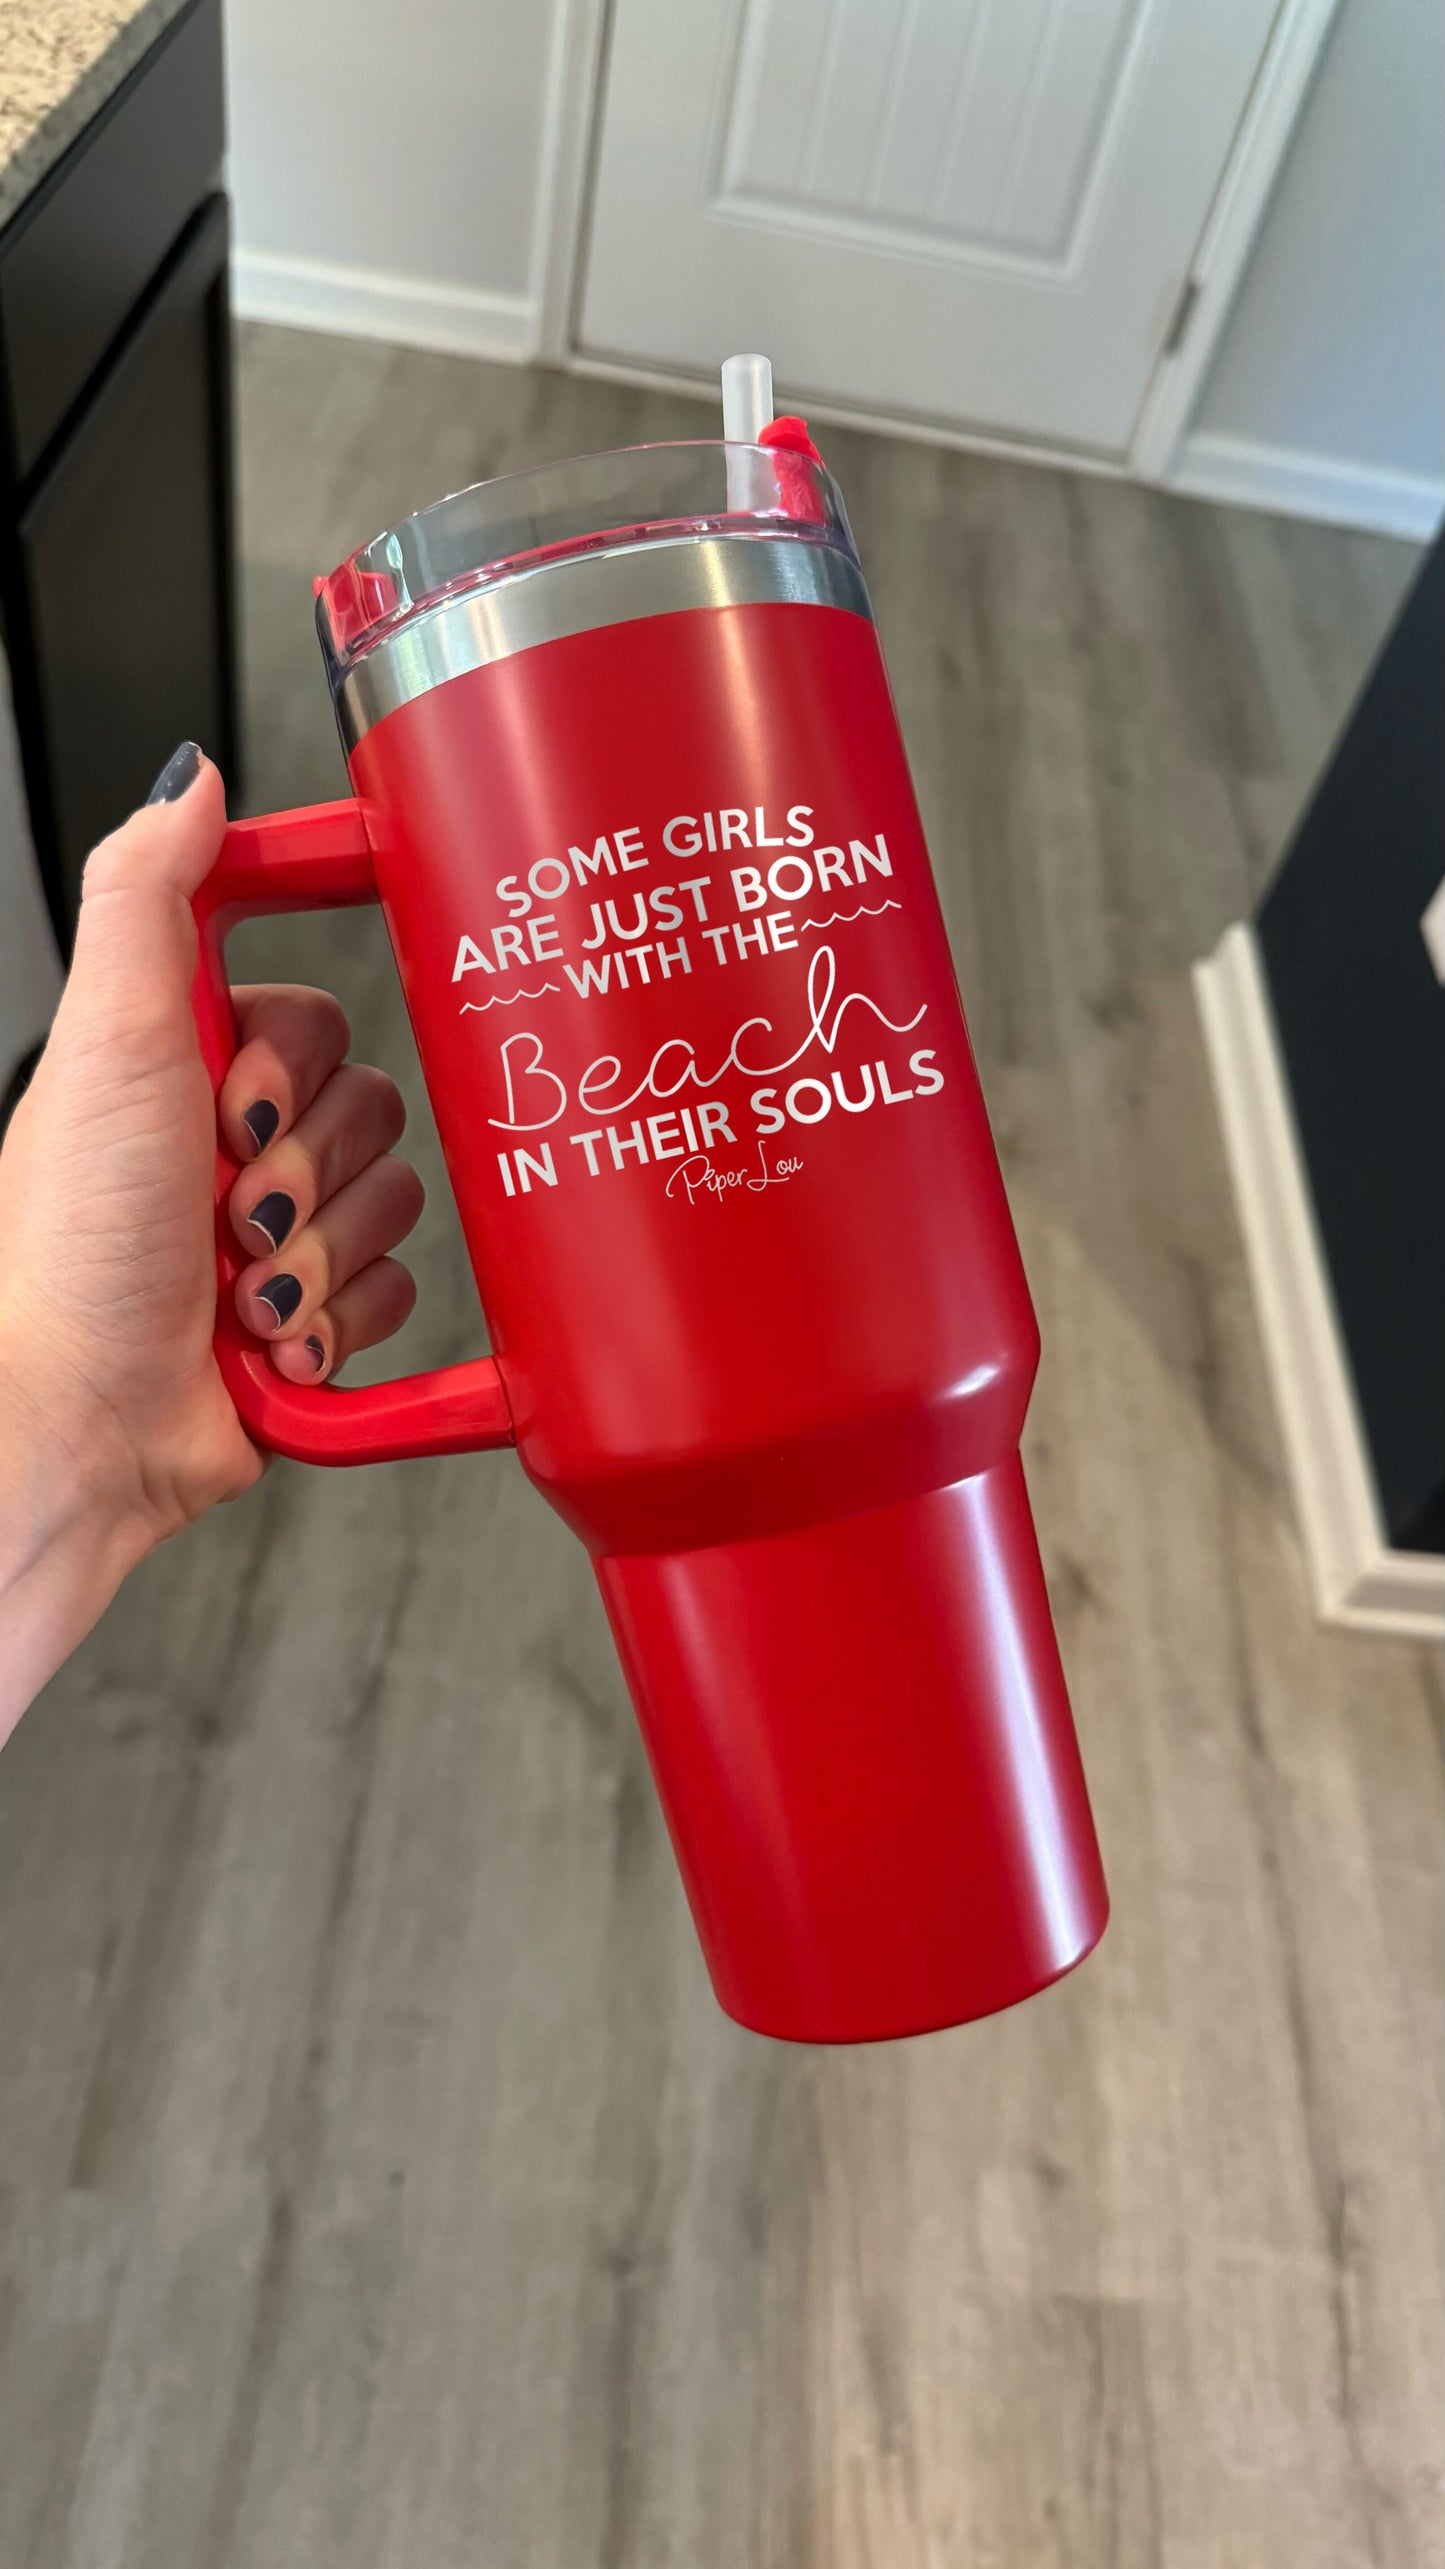 SOME GIRLS
ARE JUST BORN
WITH THE
Beach
IN THEIR SOULS
Piper Lou